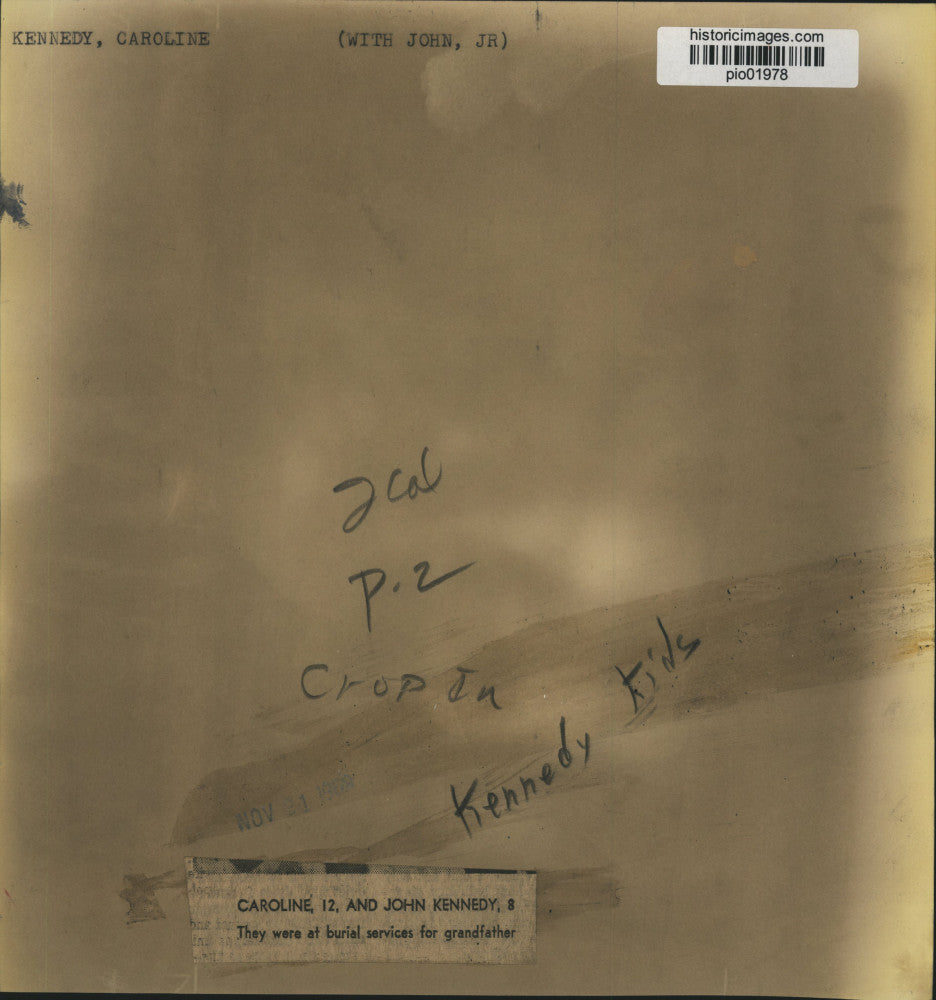 KENNEDY, CAROLINE (WITH JOHN, JR)
historicimages.com
pio01978
2 Col
P. 2
Crop In
Kennedy Kids
NOV 21
CAROLINE, 12, AND JOHN KENNEDY, 8
They were at burial services for grandfather